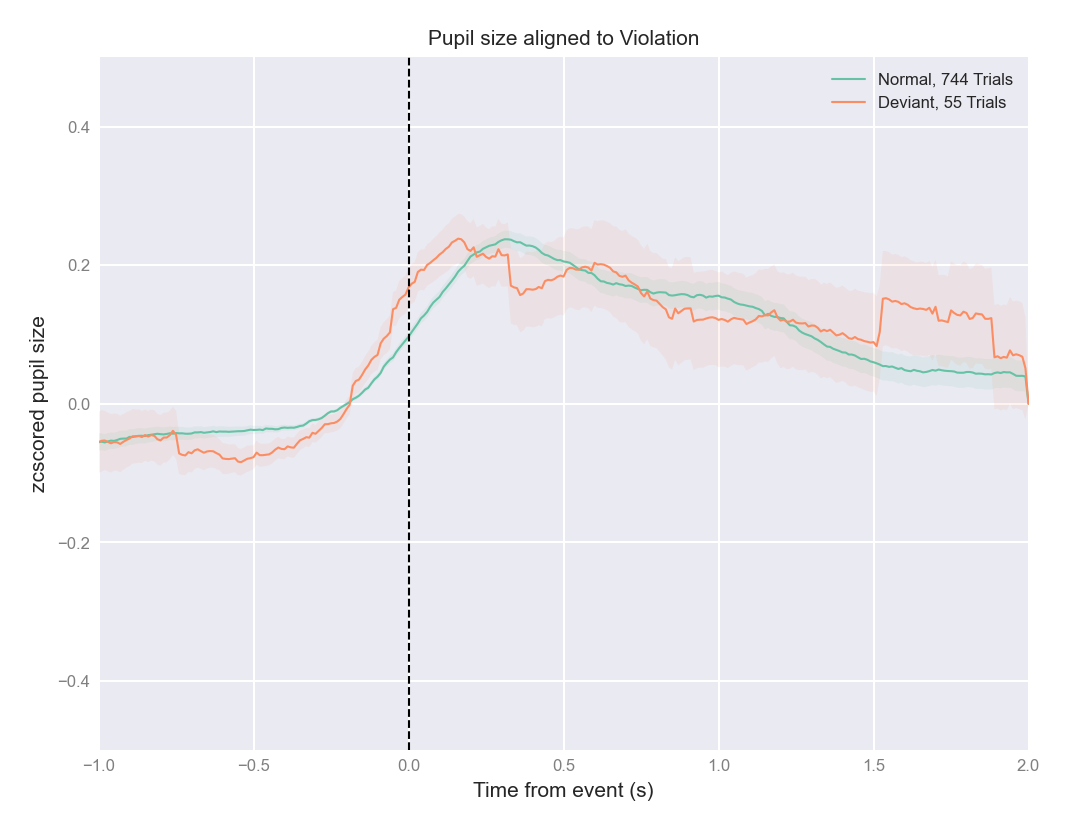 Pupil size aligned to Violation
Normal, 744 Trials
Deviant, 55 Trials
zcscored pupil size
0.4
0.2
0.0
−0.2
−0.4
−1.0
−0.5
0.0
0.5
1.0
1.5
2.0
Time from event (s)